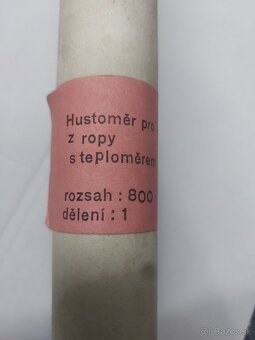 Hustoměr pro
z ropy
s teploměrem
rozsah : 800
dělení : 1